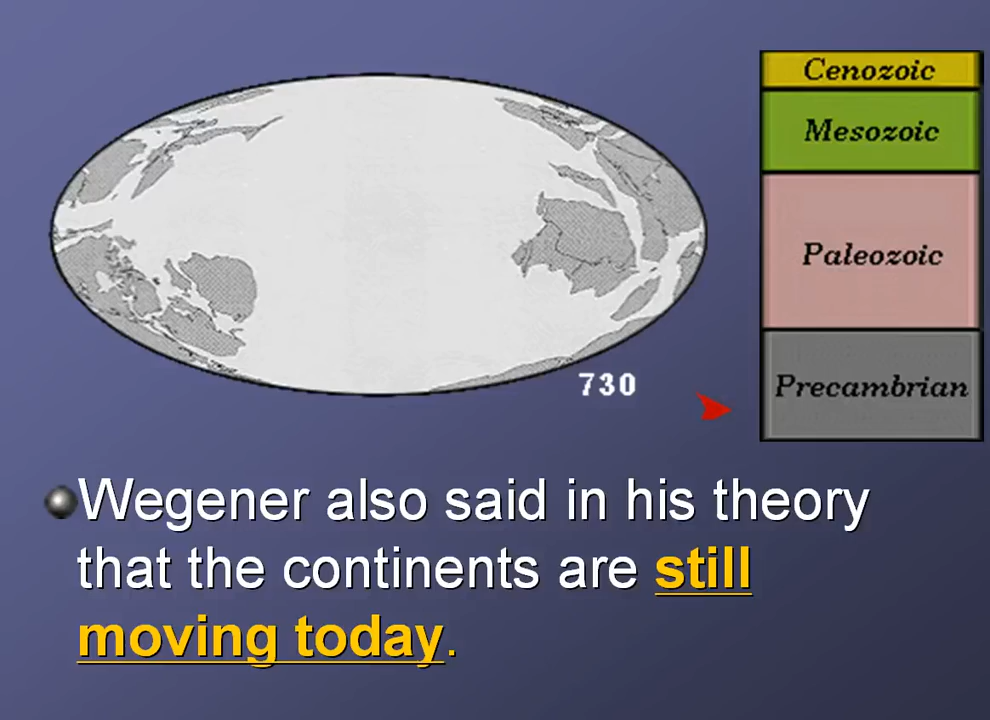 Cenozoic
Mesozoic
Paleozoic
Precambrian
730
Wegener also said in his theory
that the continents are still
moving today.